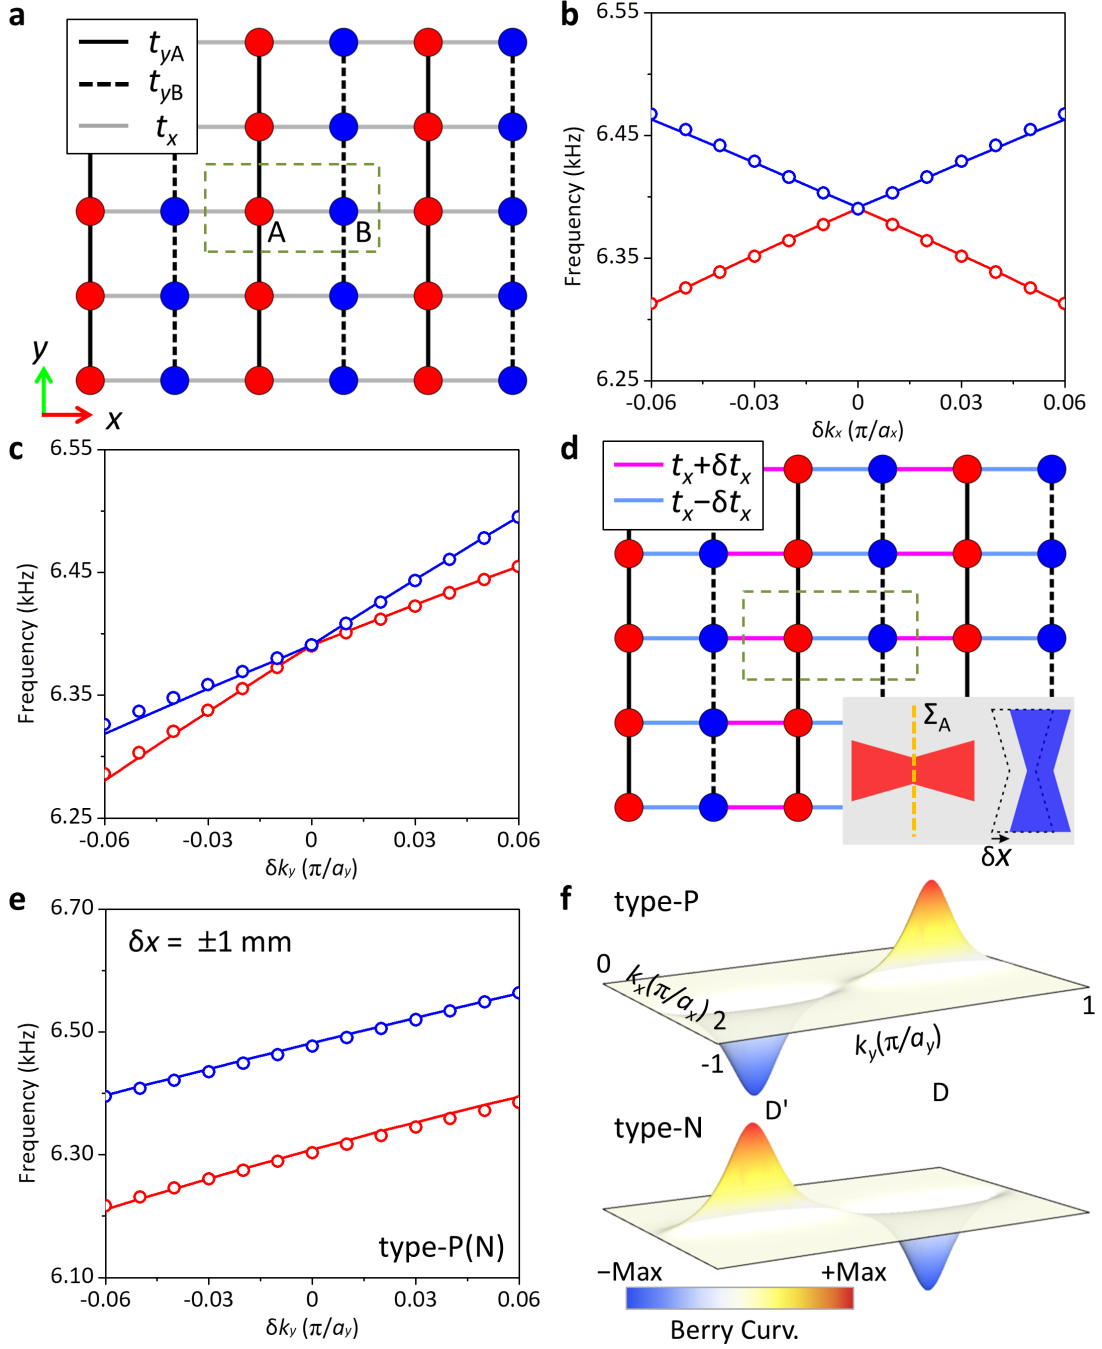 a
t_yA
t_yB
t_x
A
B
y
x
b
6.55
6.45
6.35
6.25
Frequency (kHz)
-0.06 -0.03 0 0.03 0.06
δk_x (π/a_x)
c
6.55
6.45
6.35
6.25
Frequency (kHz)
-0.06 -0.03 0 0.03 0.06
δk_y (π/a_y)
d
t_x+δt_x
t_x−δt_x
Σ_A
δx
e
6.70
6.50
6.30
6.10
Frequency (kHz)
δx = ±1 mm
type-P(N)
-0.06 -0.03 0 0.03 0.06
δk_y (π/a_y)
f
type-P
0
k_x(π/a_x)
2
-1
k_y(π/a_y)
1
D'
D
type-N
−Max
+Max
Berry Curv.